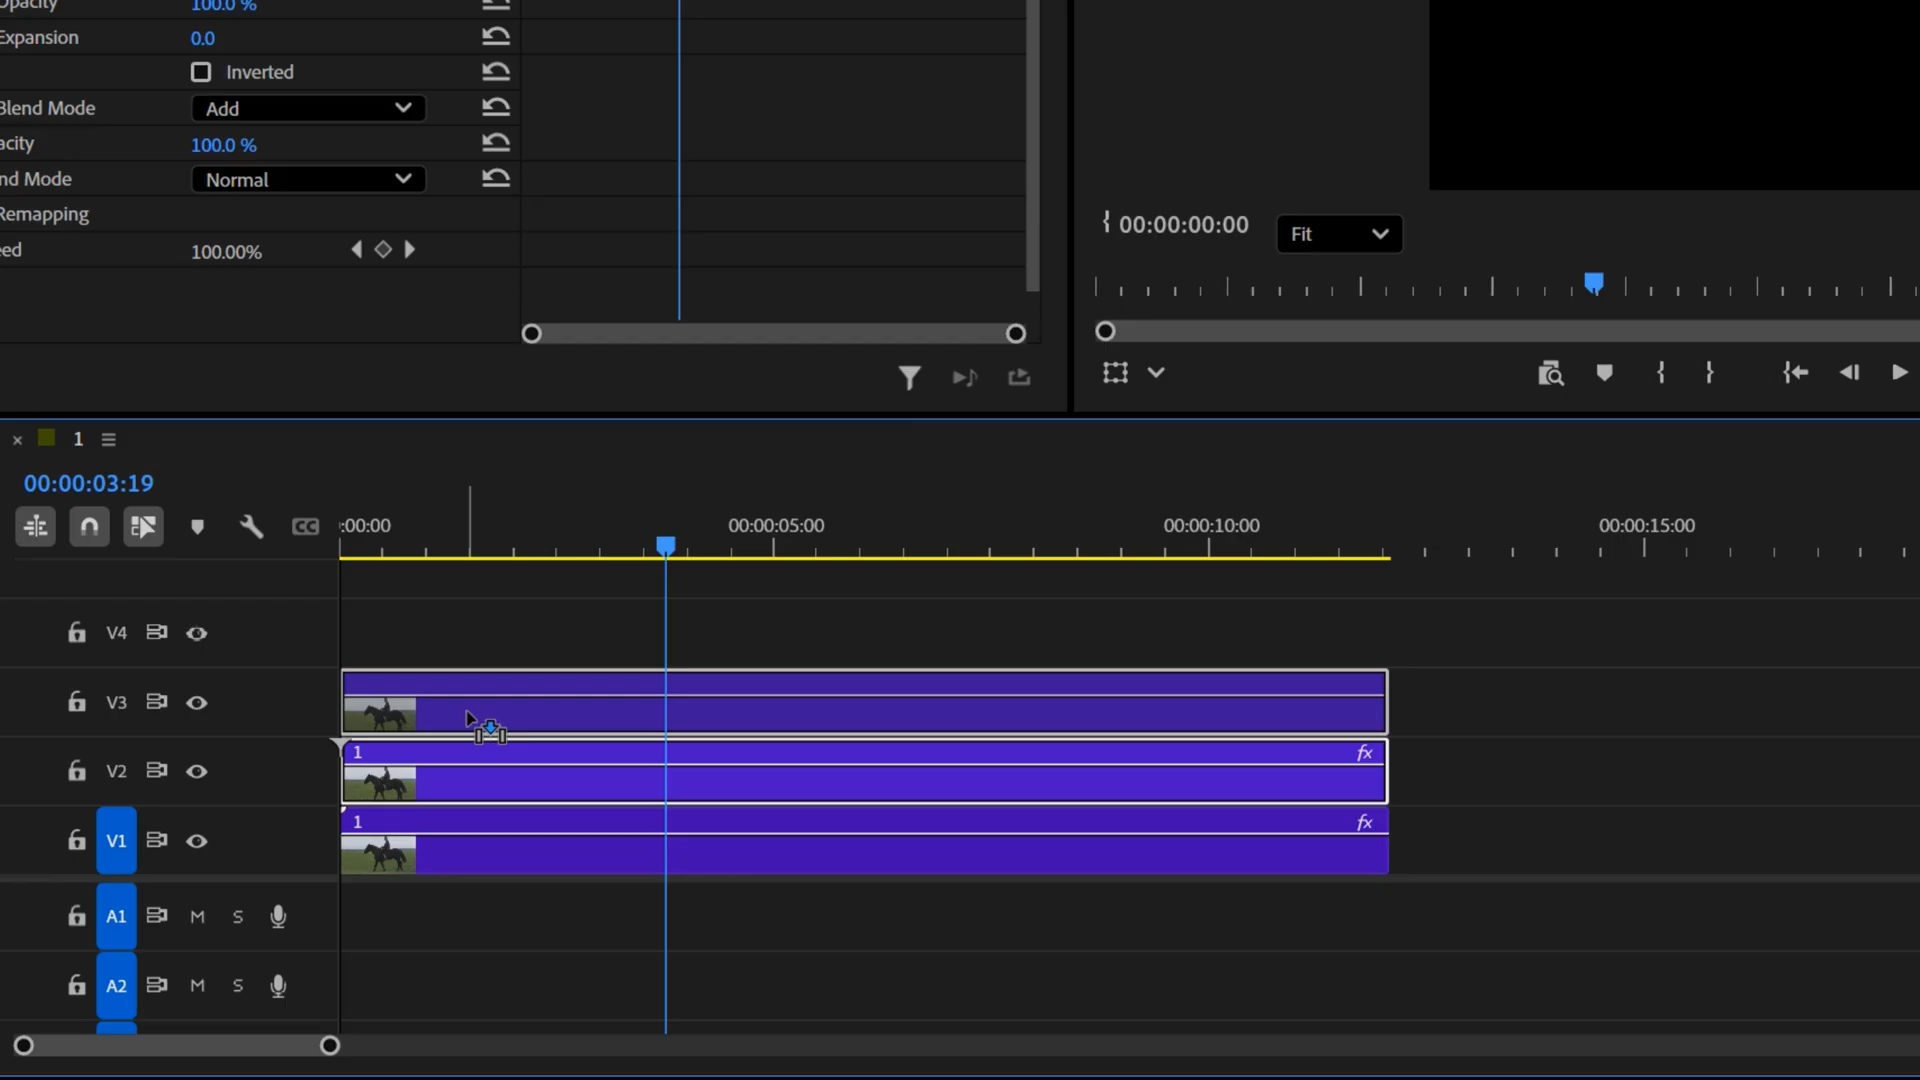 Opacity 100.0 %
Expansion 0.0
Inverted
Blend Mode Add
acity 100.0 %
nd Mode Normal
Remapping
eed 100.00%
00:00:00:00 Fit
1
00:00:03:19
CC :00:00 00:00:05:00 00:00:10:00 00:00:15:00
V4
V3
V2 1 fx
V1 1 fx
A1 M S
A2 M S